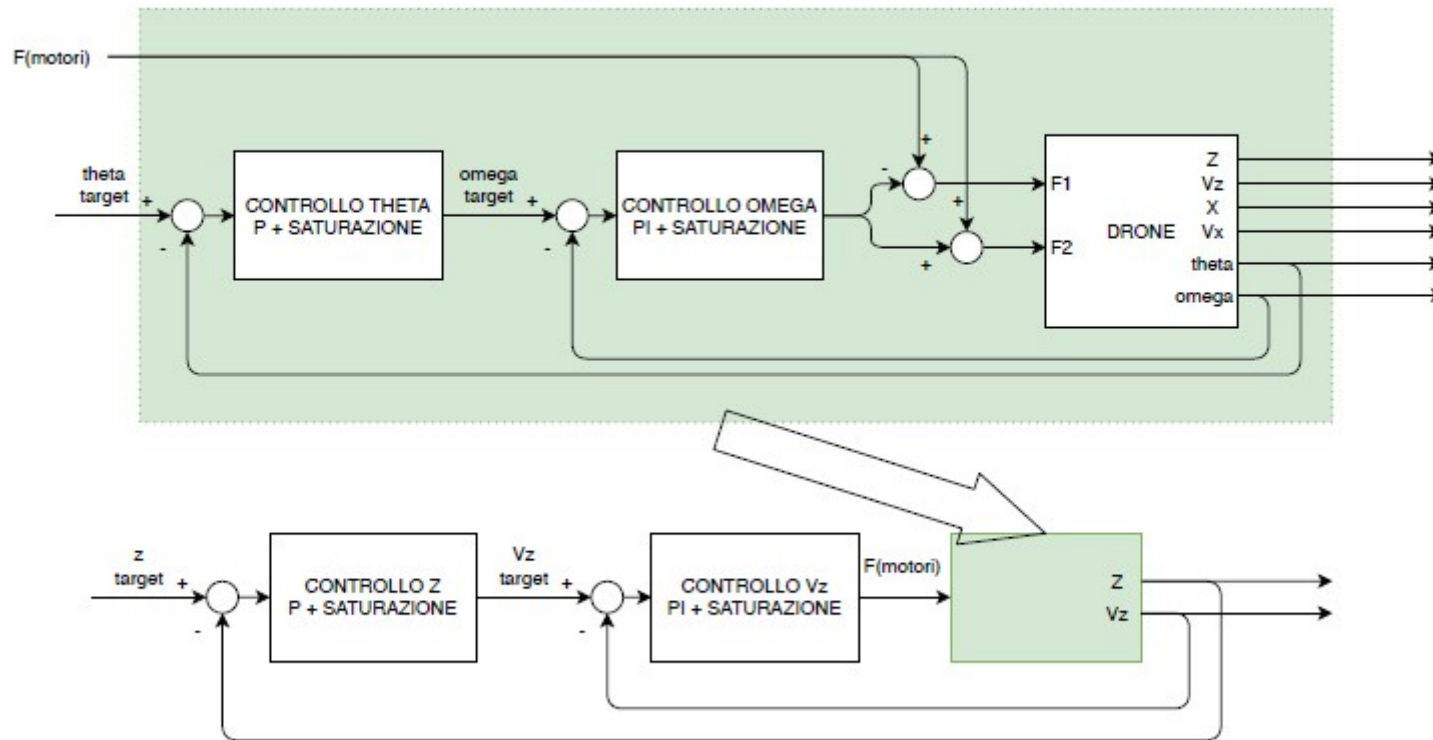 F(motori)
theta
target
+
-
CONTROLLO THETA
P + SATURAZIONE
omega
target
+
-
CONTROLLO OMEGA
PI + SATURAZIONE
-
+
+
+
F1
F2
DRONE
Z
Vz
X
Vx
theta
omega
z
target
+
-
CONTROLLO Z
P + SATURAZIONE
Vz
target
+
-
CONTROLLO Vz
PI + SATURAZIONE
F(motori)
Z
Vz